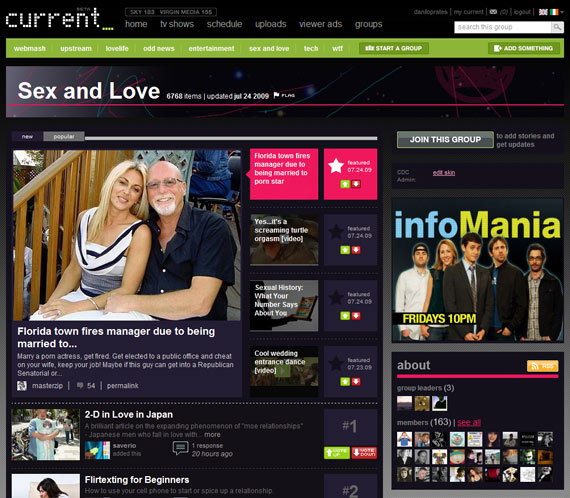 current_ BETA
SKY 183 VIRGIN MEDIA 155
home tv shows schedule uploads viewer ads groups
daniloprates | my current | logout |
search this group
webmash upstream lovelife odd news entertainment sex and love tech wtf START A GROUP ADD SOMETHING
Sex and Love 6768 items | updated jul 24 2009 FLAG
new popular
Florida town fires manager due to being married to porn star
featured
07.24.09
Yes...it's a screaming turtle orgasm [video]
featured
07.24.09
Sexual History: What Your Number Says About You
featured
07.24.09
Cool wedding entrance dance [video]
featured
07.23.09
Florida town fires manager due to being
married to...
Marry a porn actress, get fired. Get elected to a public office and cheat
on your wife, keep your job! Maybe if this guy can get into a Republican
Senatorial or...
masterzip | 54 | permalink
2-D in Love in Japan
A brilliant article on the expanding phenomenon of "moe relationships"
- Japanese men who fall in love with... more
saverio
added this
1 response
20 hours ago
#1
VOTE UP VOTE DOWN
Flirtexting for Beginners
How to use your cell phone to start or spice up a relationship.
#2
JOIN THIS GROUP
to add stories and
get updates
CDC edit skin
Admin:
infoMania
FRIDAYS 10PM
about
RSS
group leaders (3)
members (163) | see all